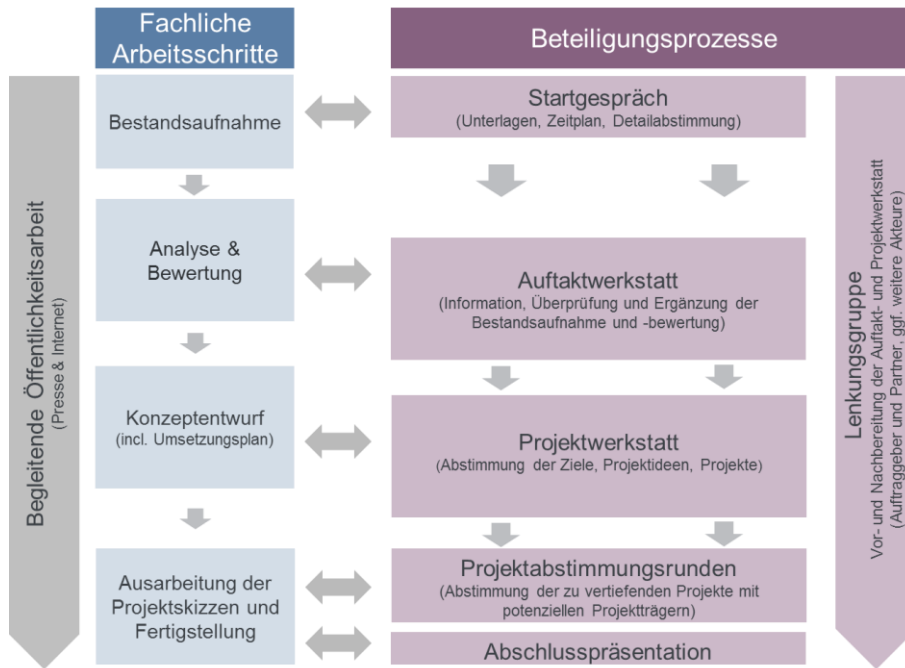 Fachliche
Arbeitsschritte
Beteiligungsprozesse
Begleitende Öffentlichkeitsarbeit
(Presse & Internet)
Bestandsaufnahme
Startgespräch
(Unterlagen, Zeitplan, Detailabstimmung)
Analyse &
Bewertung
Auftaktwerkstatt
(Information, Überprüfung und Ergänzung der
Bestandsaufnahme und -bewertung)
Konzeptentwurf
(incl. Umsetzungsplan)
Projektwerkstatt
(Abstimmung der Ziele, Projektideen, Projekte)
Ausarbeitung der
Projektskizzen und
Fertigstellung
Projektabstimmungsrunden
(Abstimmung der zu vertiefenden Projekte mit
potenziellen Projektträgern)
Abschlusspräsentation
Lenkungsgruppe
Vor- und Nachbereitung der Auftakt- und Projektwerkstatt
(Auftraggeber und Partner, ggf. weitere Akteure)